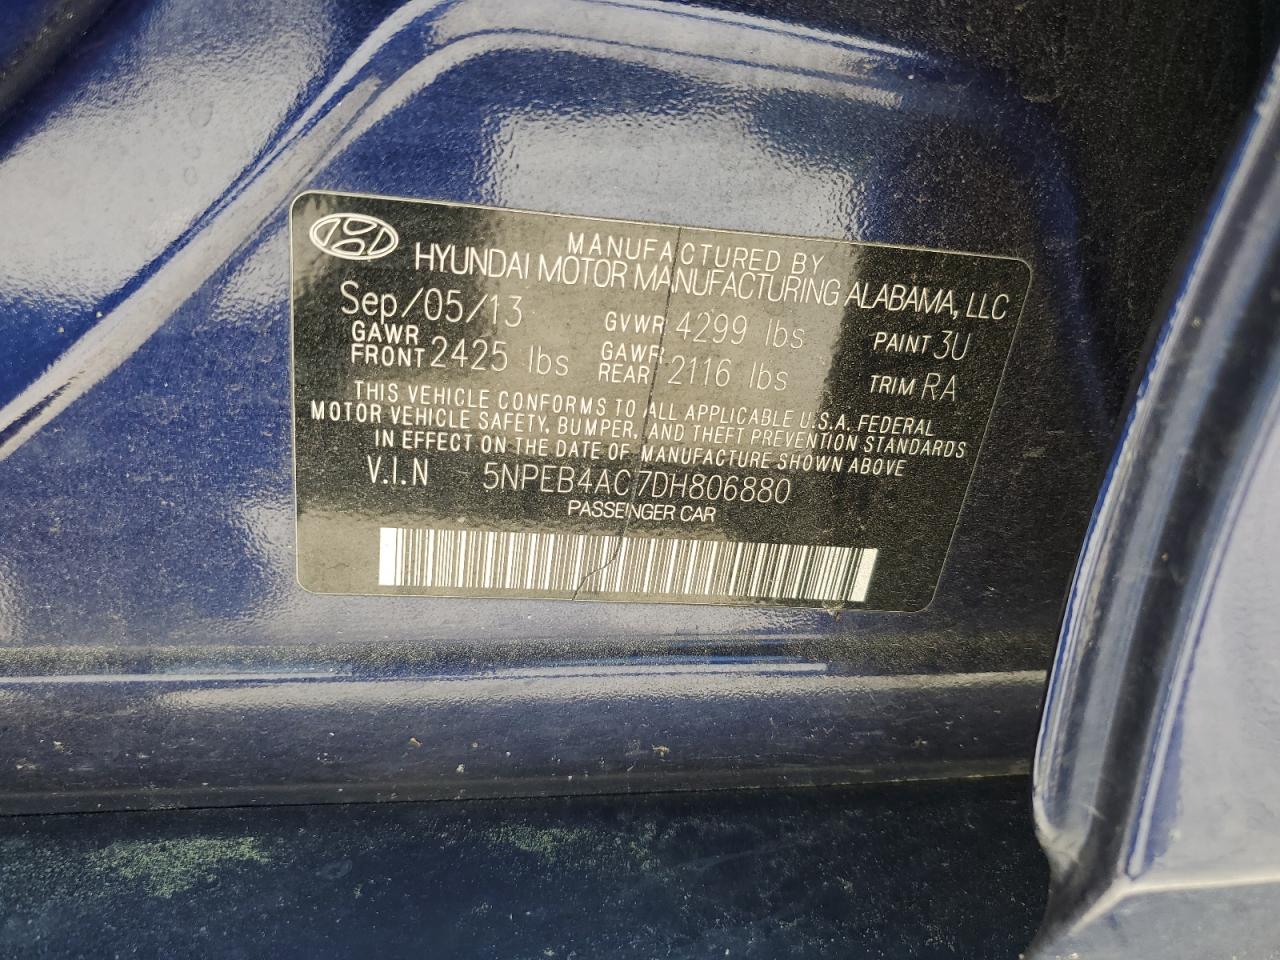 MANUFACTURED BY
HYUNDAI MOTOR MANUFACTURING ALABAMA, LLC
Sep/05/13 GVWR 4299 lbs PAINT 3U
GAWR FRONT 2425 lbs GAWR REAR 2116 lbs TRIM RA
THIS VEHICLE CONFORMS TO ALL APPLICABLE U.S.A. FEDERAL
MOTOR VEHICLE SAFETY, BUMPER, AND THEFT PREVENTION STANDARDS
IN EFFECT ON THE DATE OF MANUFACTURE SHOWN ABOVE
V.I.N 5NPEB4AC7DH806880
PASSENGER CAR